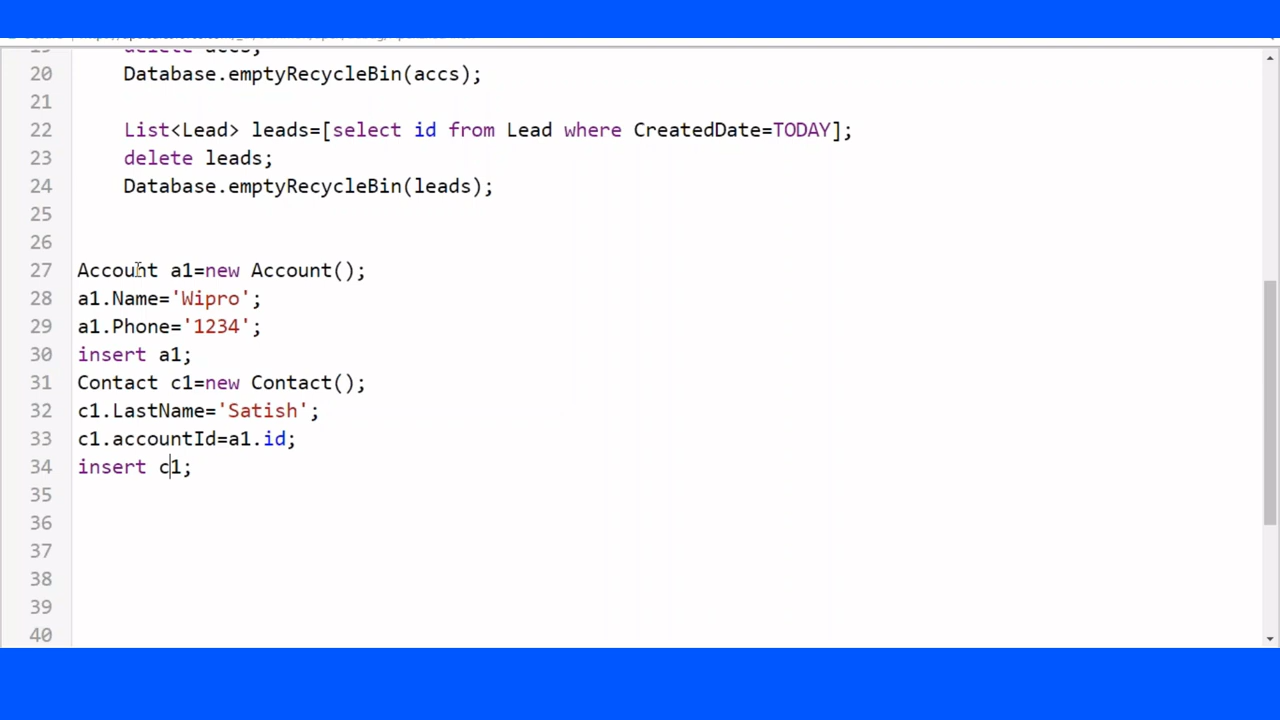 20 Database.emptyRecycleBin(accs);
21
22 List<Lead> leads=[select id from Lead where CreatedDate=TODAY];
23 delete leads;
24 Database.emptyRecycleBin(leads);
25
26
27 Account a1=new Account();
28 a1.Name='Wipro';
29 a1.Phone='1234';
30 insert a1;
31 Contact c1=new Contact();
32 c1.LastName='Satish';
33 c1.accountId=a1.id;
34 insert c1;
35
36
37
38
39
40